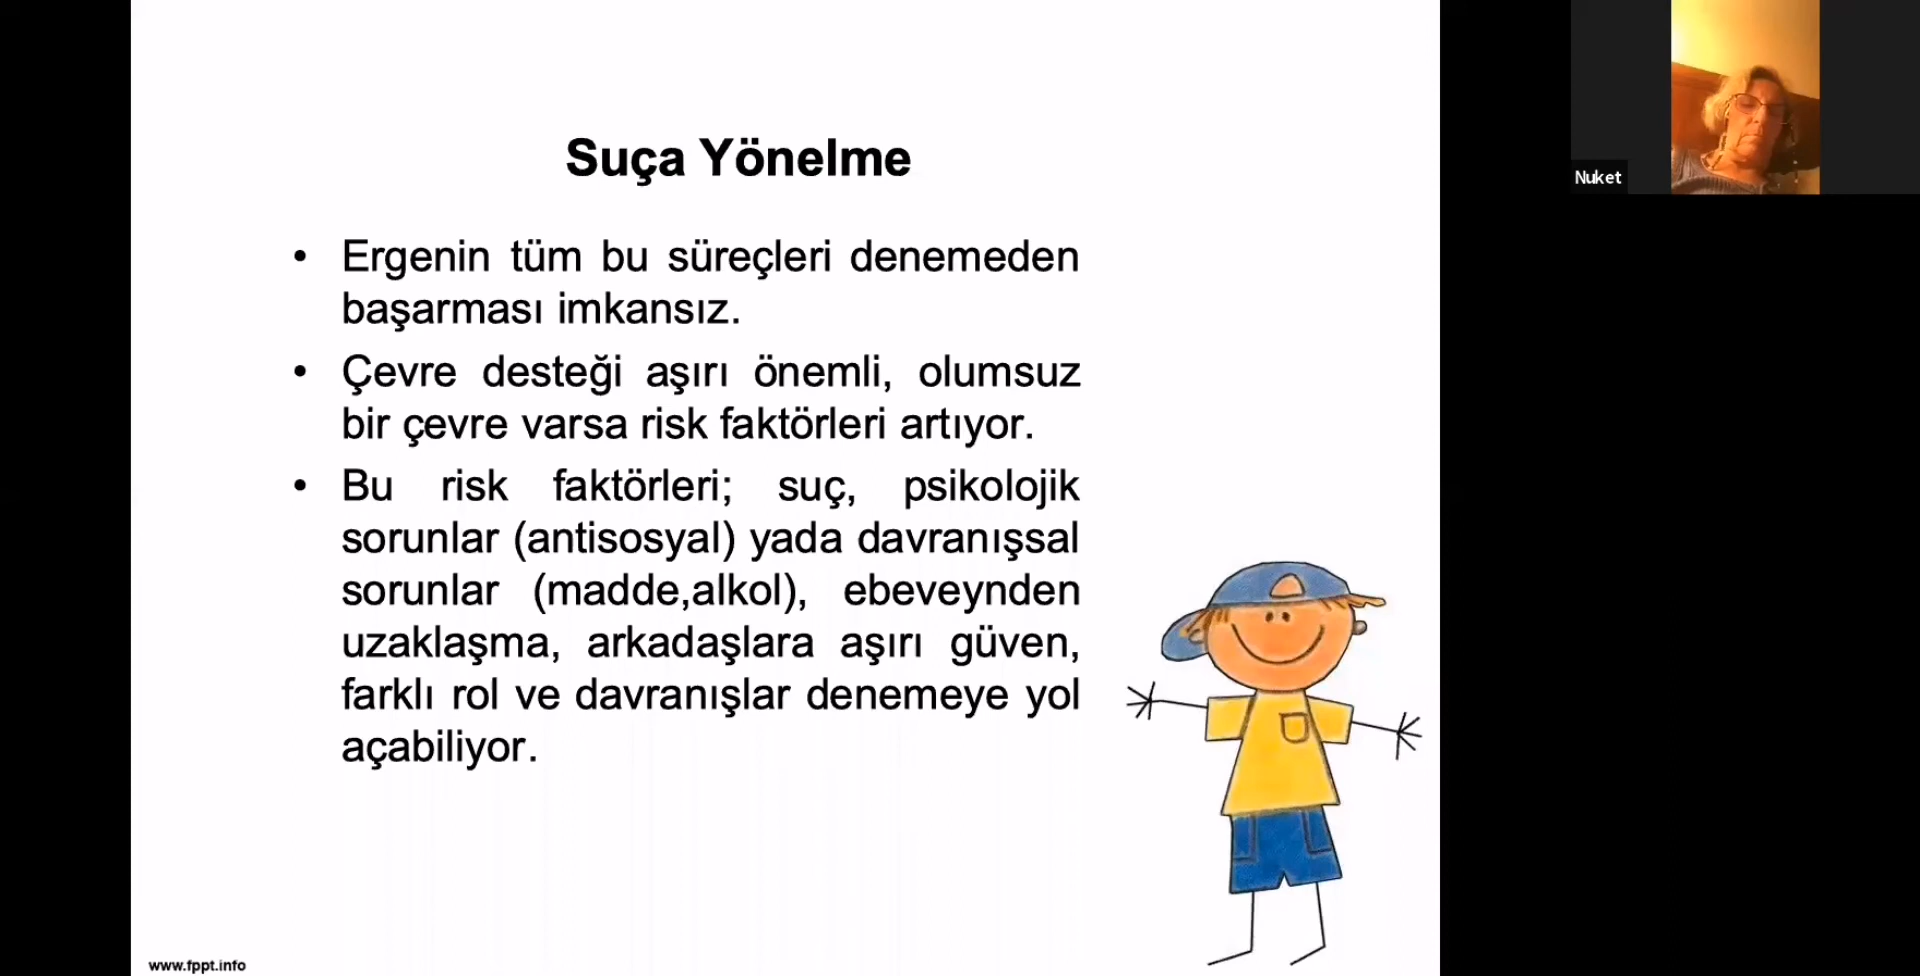 Suça Yönelme
• Ergenin tüm bu süreçleri denemeden
başarması imkansız.
• Çevre desteği aşırı önemli, olumsuz
bir çevre varsa risk faktörleri artıyor.
• Bu risk faktörleri; suç, psikolojik
sorunlar (antisosyal) yada davranışsal
sorunlar (madde,alkol), ebeveynden
uzaklaşma, arkadaşlara aşırı güven,
farklı rol ve davranışlar denemeye yol
açabiliyor.
www.fppt.info
Nuket